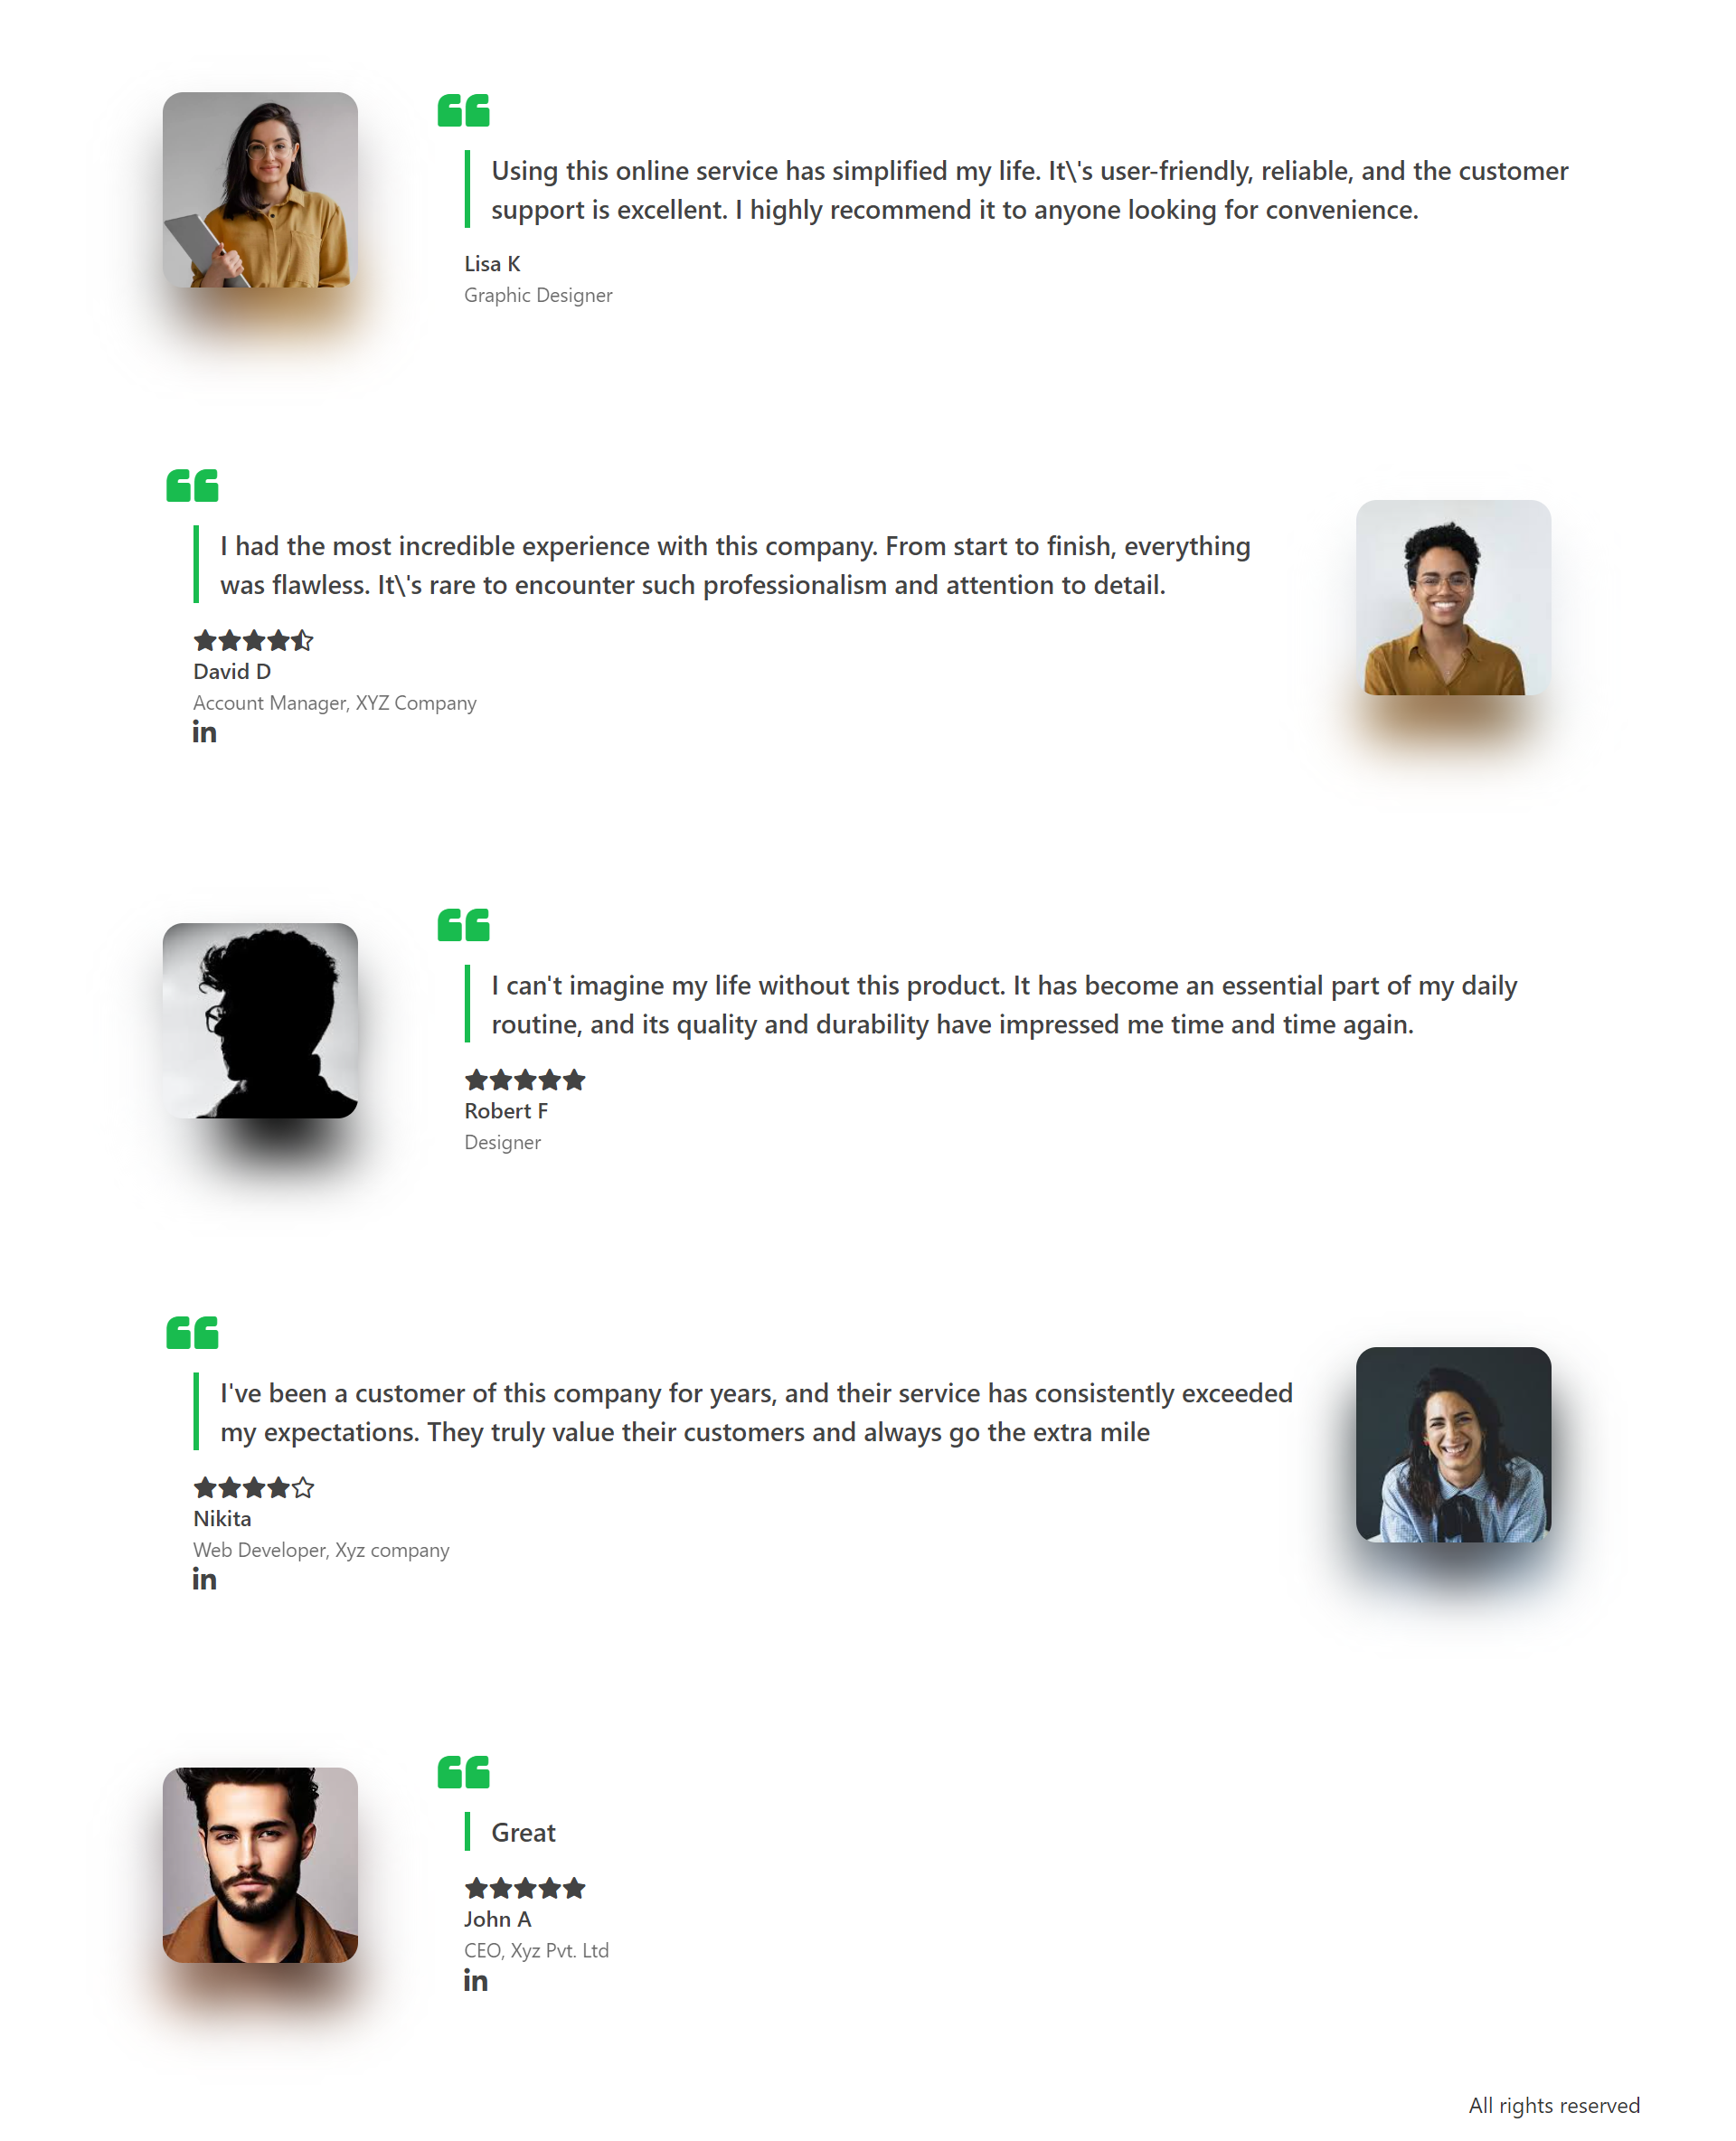 Using this online service has simplified my life. It\'s user-friendly, reliable, and the customer
support is excellent. I highly recommend it to anyone looking for convenience.
Lisa K
Graphic Designer
I had the most incredible experience with this company. From start to finish, everything
was flawless. It\'s rare to encounter such professionalism and attention to detail.
David D
Account Manager, XYZ Company
in
I can't imagine my life without this product. It has become an essential part of my daily
routine, and its quality and durability have impressed me time and time again.
Robert F
Designer
I've been a customer of this company for years, and their service has consistently exceeded
my expectations. They truly value their customers and always go the extra mile
Nikita
Web Developer, Xyz company
in
Great
John A
CEO, Xyz Pvt. Ltd
in
All rights reserved